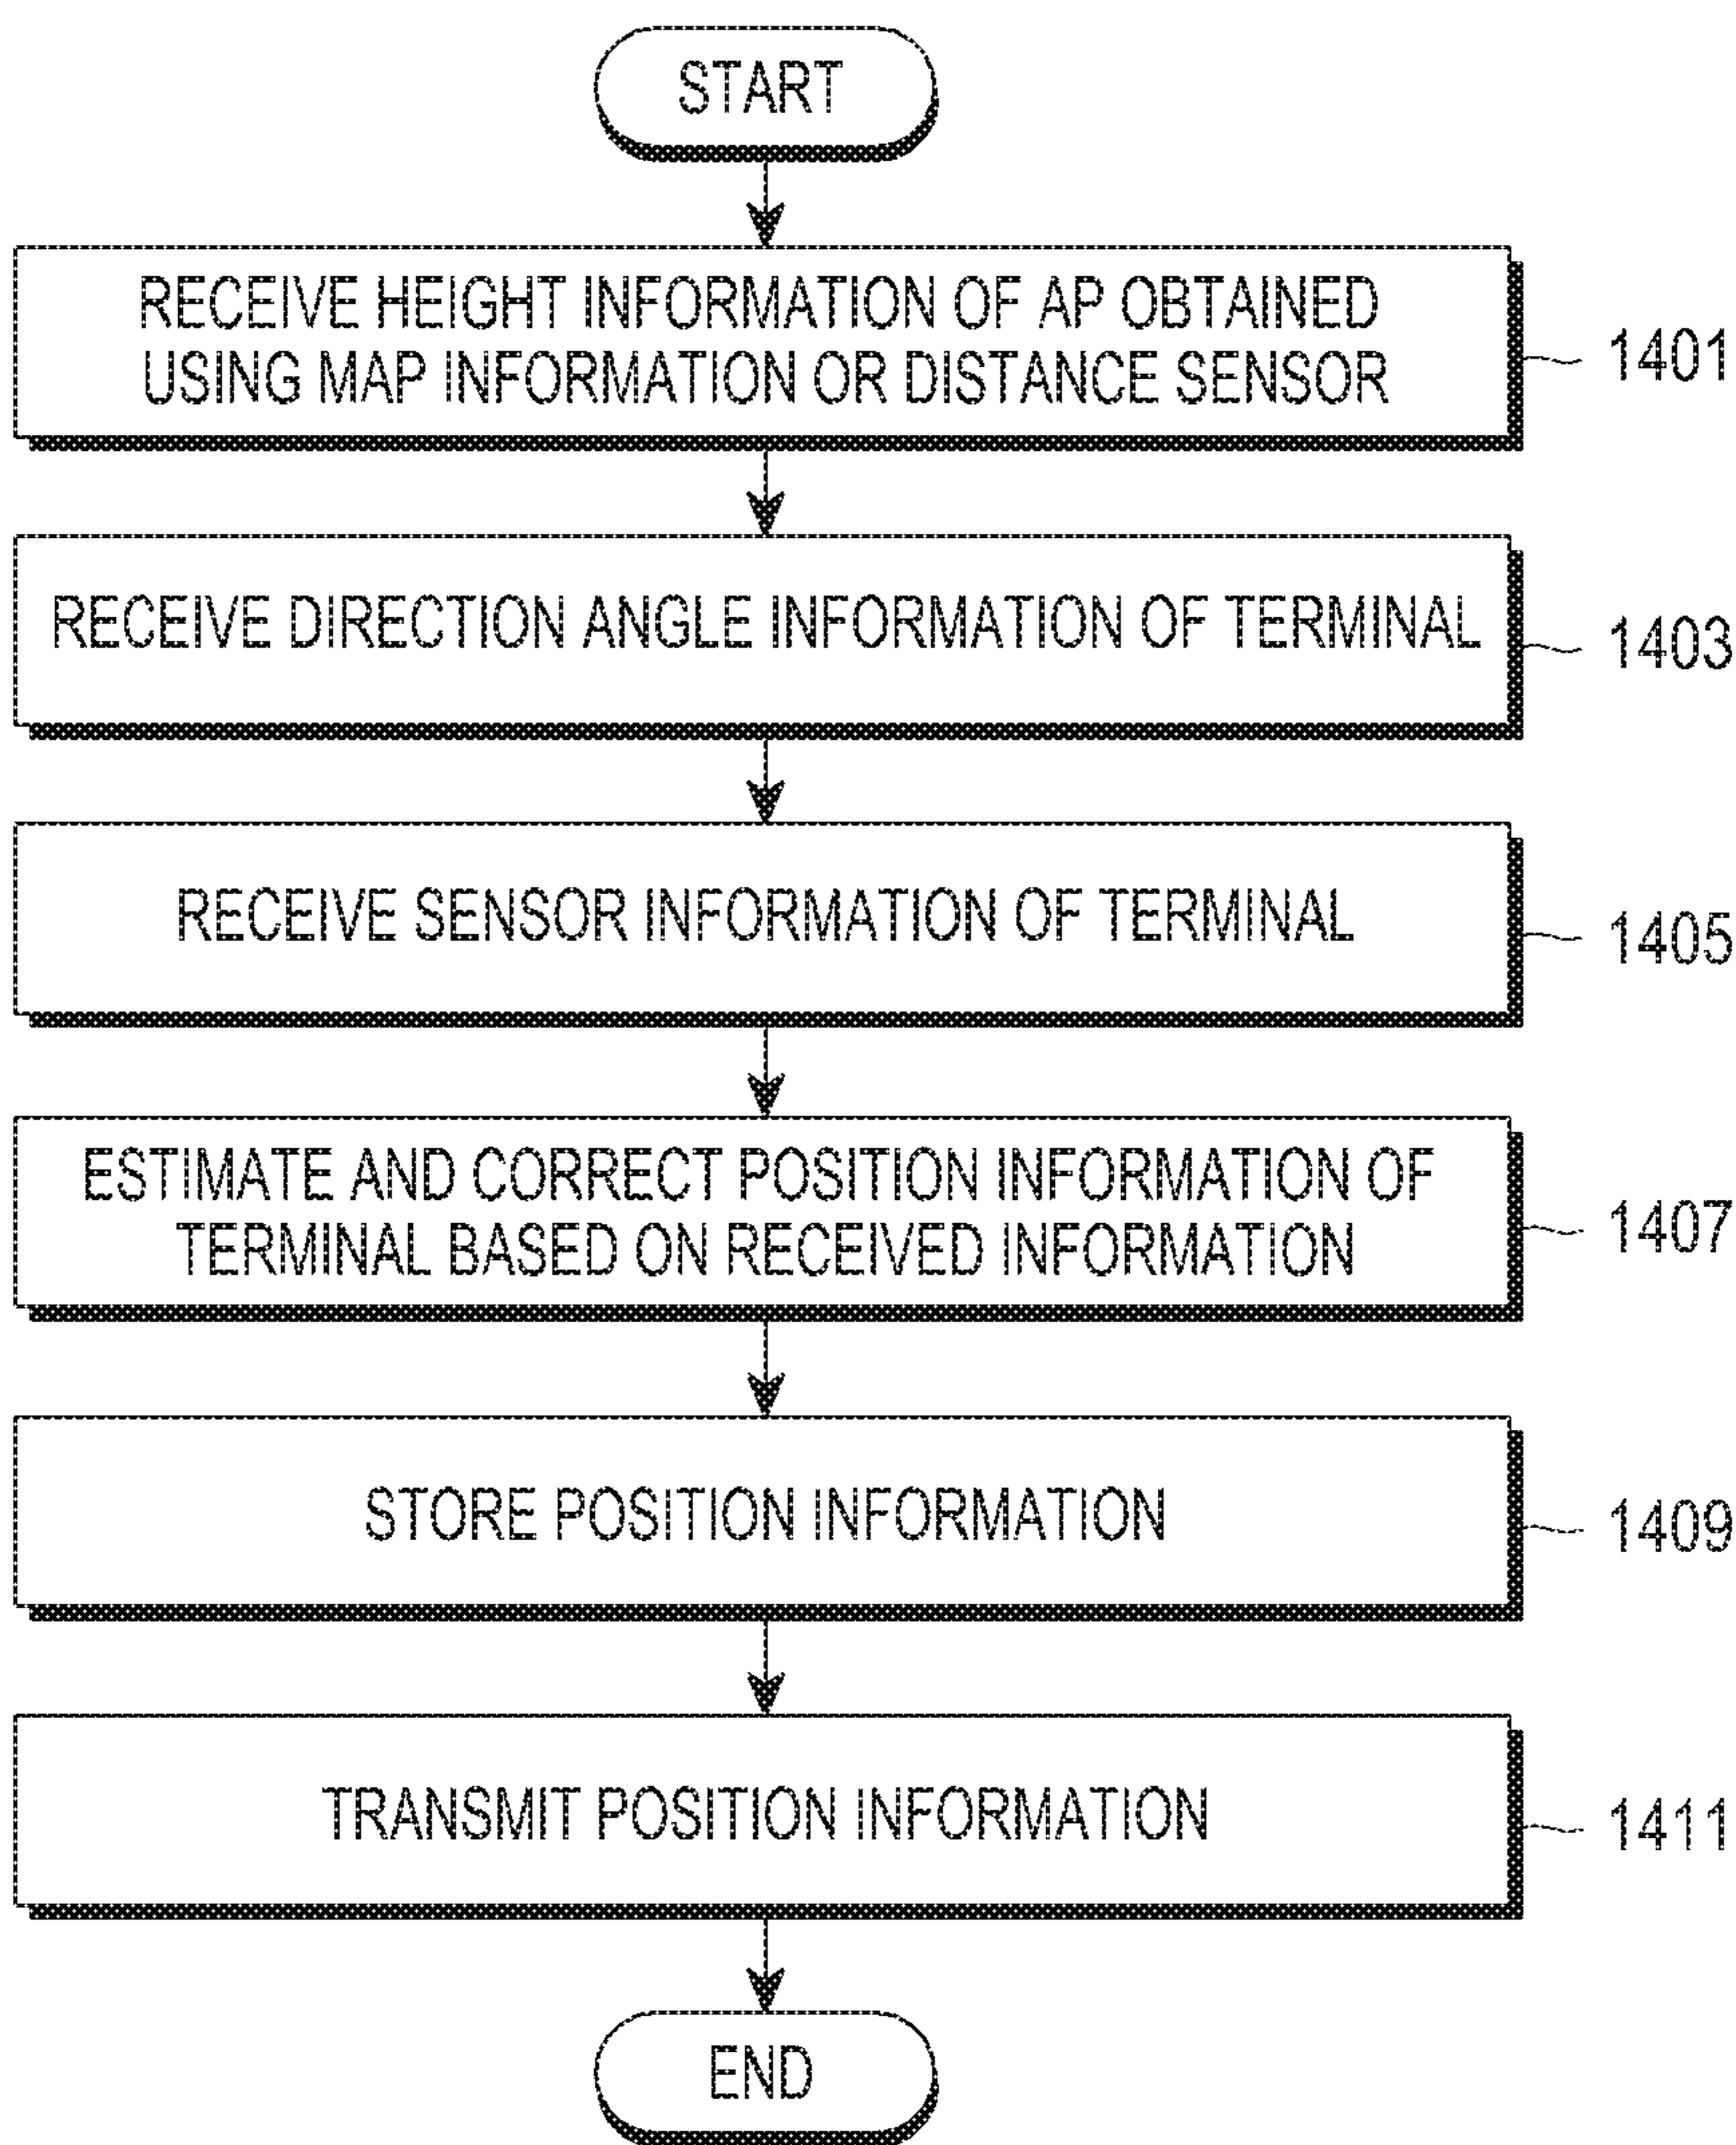 START
RECEIVE HEIGHT INFORMATION OF AP OBTAINED
USING MAP INFORMATION OR DISTANCE SENSOR
1401
RECEIVE DIRECTION ANGLE INFORMATION OF TERMINAL
1403
RECEIVE SENSOR INFORMATION OF TERMINAL
1405
ESTIMATE AND CORRECT POSITION INFORMATION OF
TERMINAL BASED ON RECEIVED INFORMATION
1407
STORE POSITION INFORMATION
1409
TRANSMIT POSITION INFORMATION
1411
END